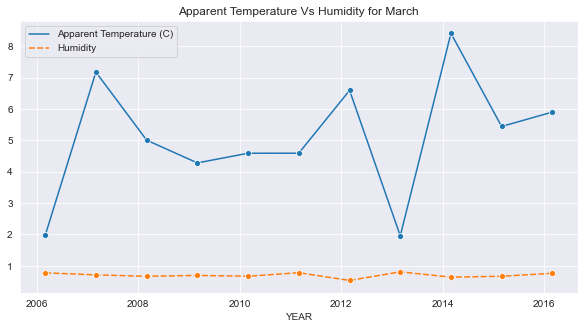 Apparent Temperature Vs Humidity for March
Apparent Temperature (C)
Humidity
8
7
6
5
4
3
2
1
2006 2008 2010 2012 2014 2016
YEAR